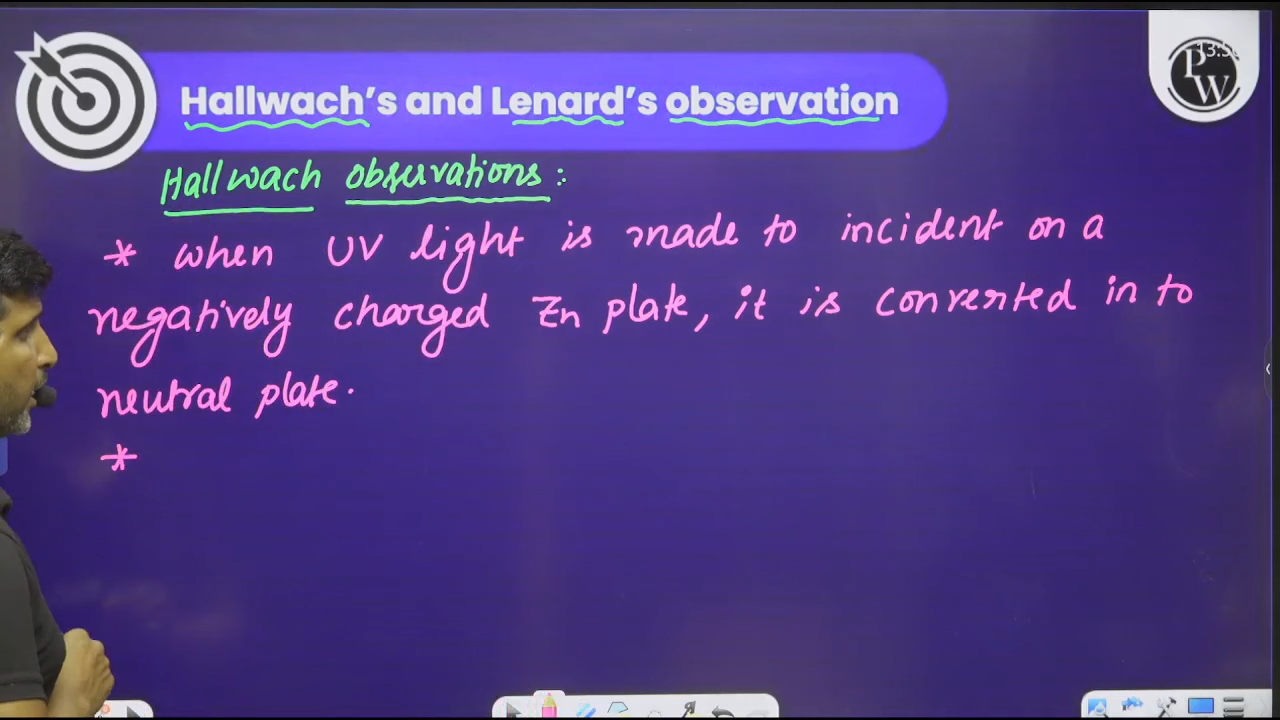 Hallwach's and Lenard's observation
PW
Hallwach observations :
* when UV light is made to incident on a
negatively charged Zn plate, it is converted in to
neutral plate.
*